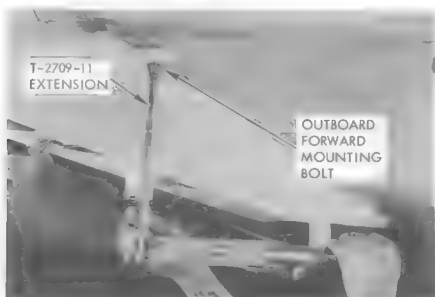 T-2709-11
EXTENSION
OUTBOARD
FORWARD
MOUNTING
BOLT